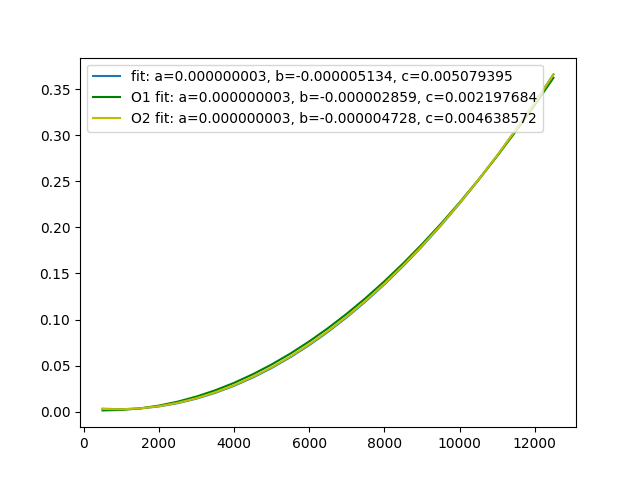 fit: a=0.000000003, b=-0.000005134, c=0.005079395
O1 fit: a=0.000000003, b=-0.000002859, c=0.002197684
O2 fit: a=0.000000003, b=-0.000004728, c=0.004638572
0.35
0.30
0.25
0.20
0.15
0.10
0.05
0.00
0 2000 4000 6000 8000 10000 12000